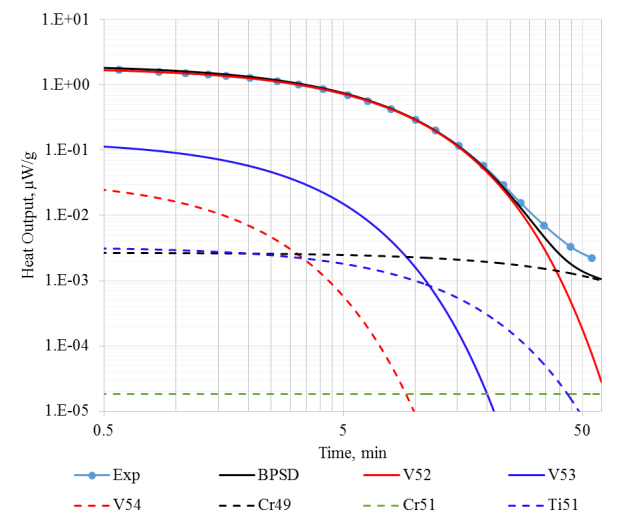 1.E+01
1.E+00
1.E-01
1.E-02
1.E-03
1.E-04
1.E-05
Heat Output, µW/g
0.5 5 50
Time, min
Exp BPSD V52 V53
V54 Cr49 Cr51 Ti51